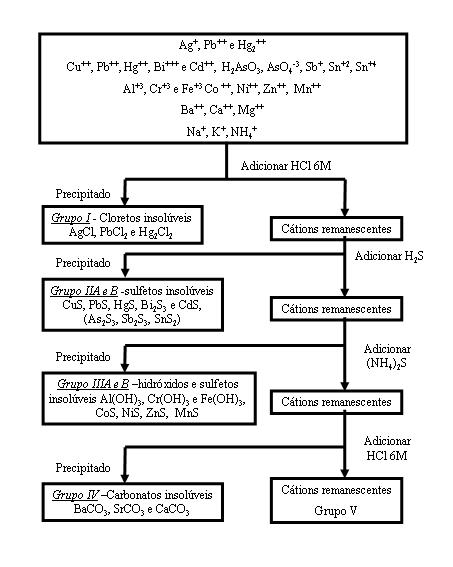 Ag⁺, Pb⁺⁺ e Hg₂⁺⁺
Cu⁺⁺, Pb⁺⁺, Hg⁺⁺, Bi⁺⁺⁺ e Cd⁺⁺, H₂AsO₃, AsO₄⁻³, Sb⁺, Sn⁺², Sn⁺⁴
Al⁺³, Cr⁺³ e Fe⁺³ Co⁺⁺, Ni⁺⁺, Zn⁺⁺, Mn⁺⁺
Ba⁺⁺, Ca⁺⁺, Mg⁺⁺
Na⁺, K⁺, NH₄⁺
Adicionar HCl 6M
Precipitado
Grupo I - Cloretos insolúveis
AgCl, PbCl₂ e Hg₂Cl₂
Cátions remanescentes
Adicionar H₂S
Precipitado
Grupo IIA e B -sulfetos insolúveis
CuS, PbS, HgS, Bi₂S₃ e CdS,
(As₂S₃, Sb₂S₃, SnS₂)
Cátions remanescentes
Adicionar
(NH₄)₂S
Precipitado
Grupo IIIA e B –hidróxidos e sulfetos
insolúveis Al(OH)₃, Cr(OH)₃ e Fe(OH)₃,
CoS, NiS, ZnS, MnS
Cátions remanescentes
Adicionar
HCl 6M
Precipitado
Grupo IV –Carbonatos insolúveis
BaCO₃, SrCO₃ e CaCO₃
Cátions remanescentes
Grupo V